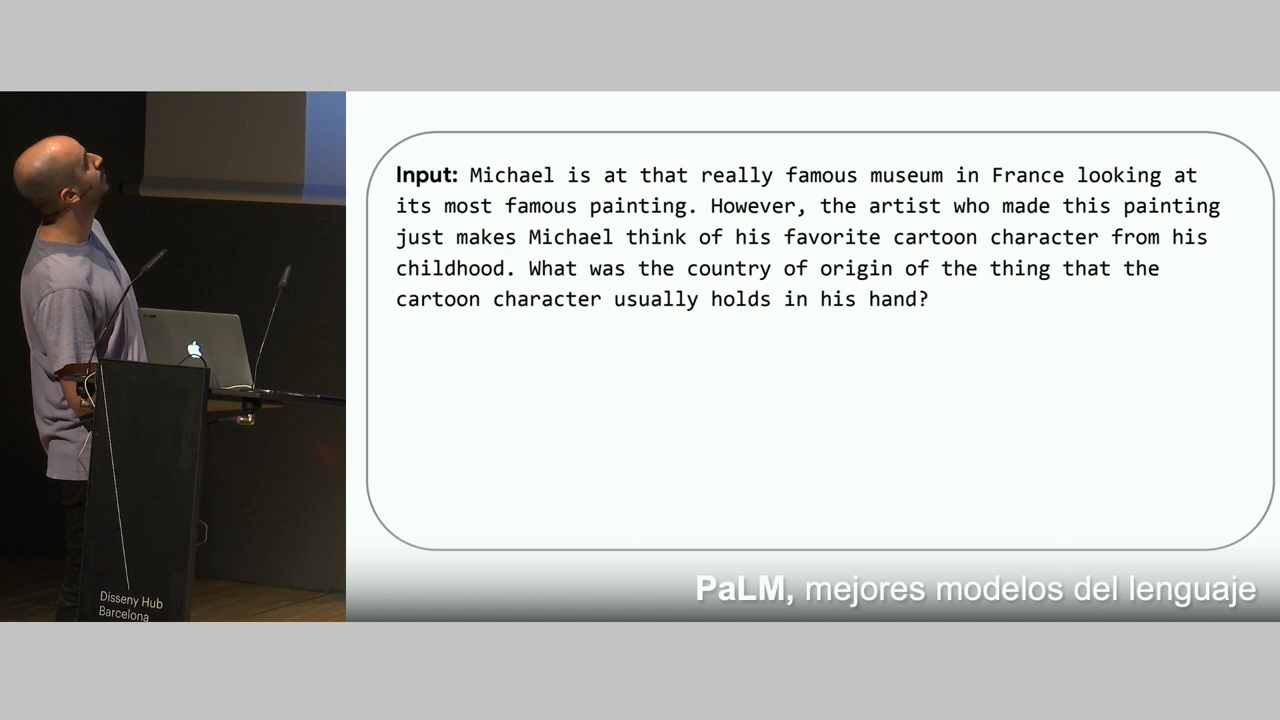 Input: Michael is at that really famous museum in France looking at
its most famous painting. However, the artist who made this painting
just makes Michael think of his favorite cartoon character from his
childhood. What was the country of origin of the thing that the
cartoon character usually holds in his hand?
PaLM, mejores modelos del lenguaje
Disseny Hub
Barcelona